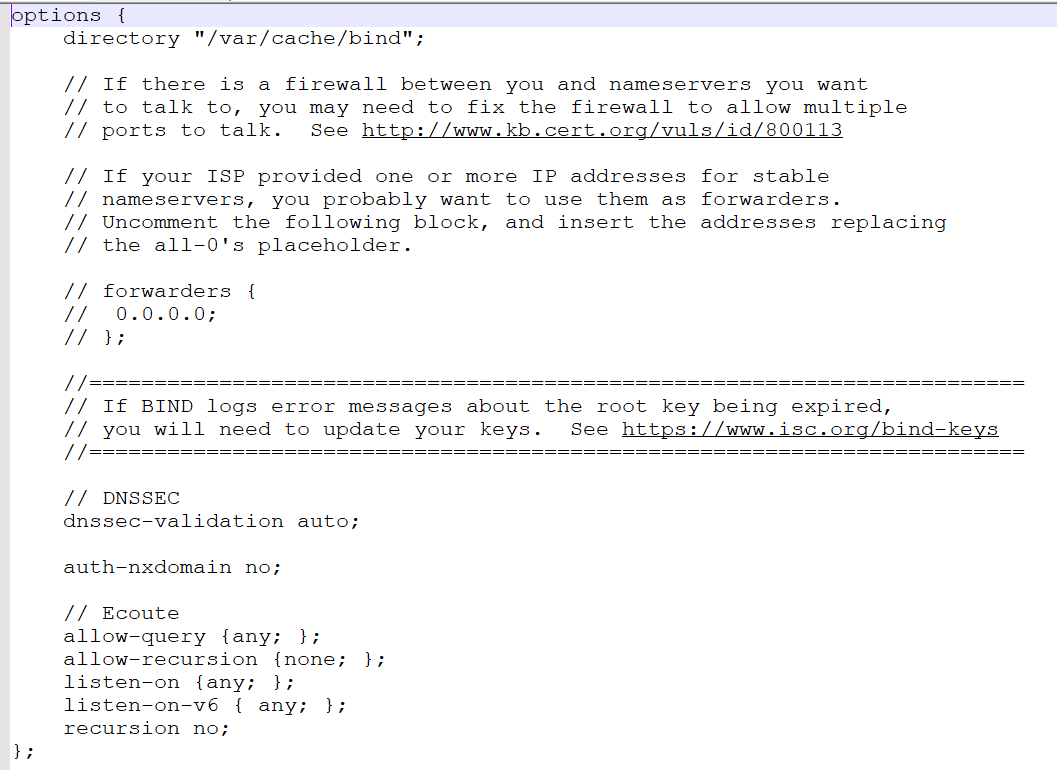 options {
directory "/var/cache/bind";
// If there is a firewall between you and nameservers you want
// to talk to, you may need to fix the firewall to allow multiple
// ports to talk.  See http://www.kb.cert.org/vuls/id/800113
// If your ISP provided one or more IP addresses for stable
// nameservers, you probably want to use them as forwarders.
// Uncomment the following block, and insert the addresses replacing
// the all-0's placeholder.
// forwarders {
//  0.0.0.0;
// };
//========================================================================
// If BIND logs error messages about the root key being expired,
// you will need to update your keys.  See https://www.isc.org/bind-keys
//========================================================================
// DNSSEC
dnssec-validation auto;
auth-nxdomain no;
// Ecoute
allow-query {any; };
allow-recursion {none; };
listen-on {any; };
listen-on-v6 { any; };
recursion no;
};